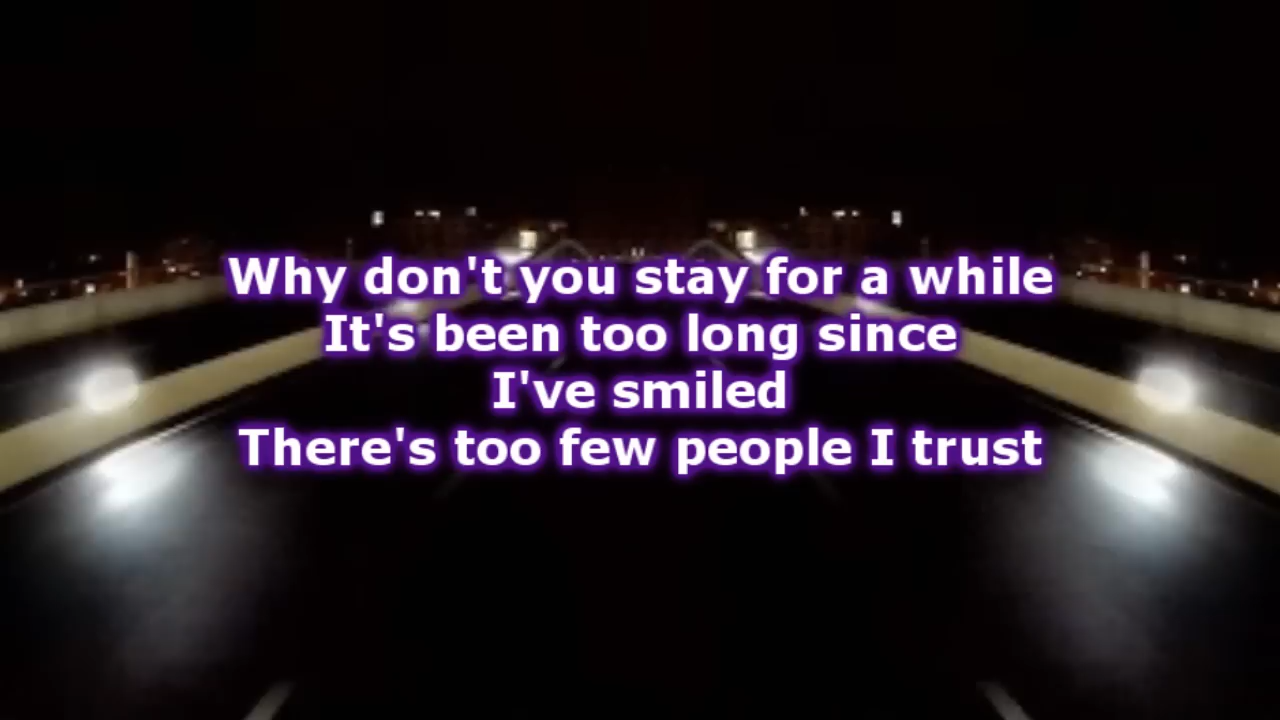 Why don't you stay for a while
It's been too long since
I've smiled
There's too few people I trust